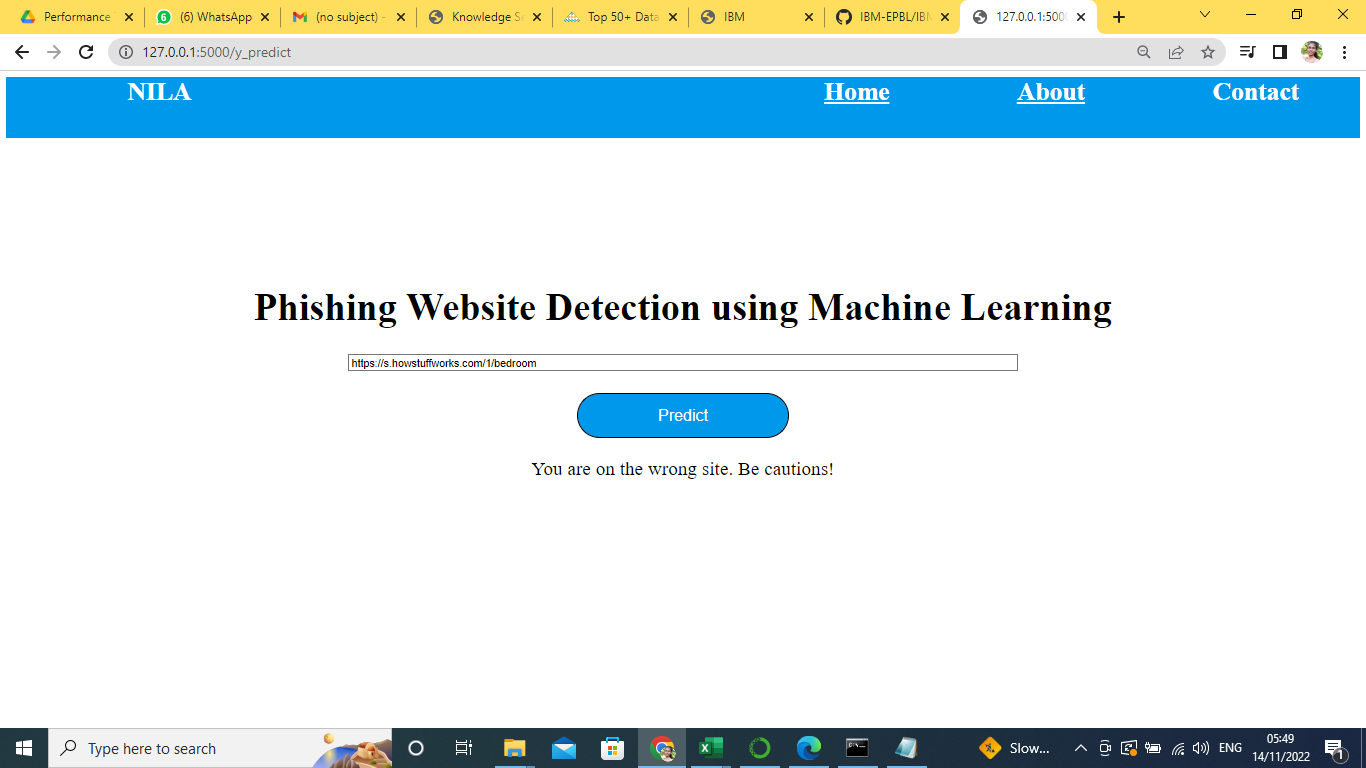 Performance
(6) WhatsApp
(no subject) -
Knowledge Se
Top 50+ Data
IBM
IBM-EPBL/IBM
127.0.0.1:5000
127.0.0.1:5000/y_predict
NILA Home About Contact
Phishing Website Detection using Machine Learning
https://s.howstuffworks.com/1/bedroom
Predict
You are on the wrong site. Be cautions!
Type here to search
Slow...
ENG
05:49
14/11/2022
1